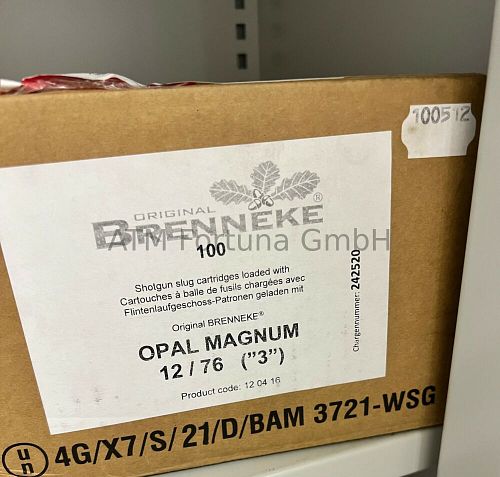 100512
ORIGINAL
BRENNEKE®
AFM Fortuna GmbH
100
Shotgun slug cartridges loaded with
Cartouches à balle de fusils chargées avec
Flintenlaufgeschoss-Patronen geladen mit
Original BRENNEKE®
OPAL MAGNUM
12 / 76 ("3")
Product code: 12 04 16
Chargennummer: 242520
un 4G/X7/S/21/D/BAM 3721-WSG